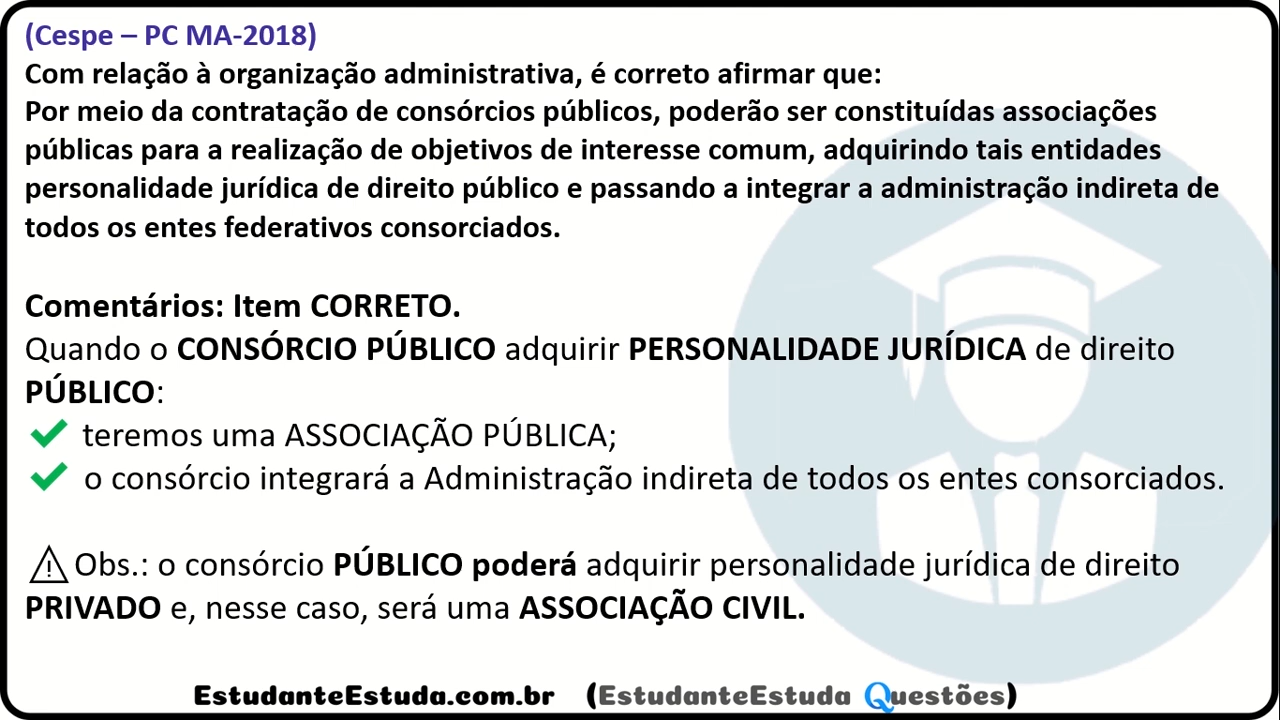 (Cespe – PC MA-2018)
Com relação à organização administrativa, é correto afirmar que:
Por meio da contratação de consórcios públicos, poderão ser constituídas associações
públicas para a realização de objetivos de interesse comum, adquirindo tais entidades
personalidade jurídica de direito público e passando a integrar a administração indireta de
todos os entes federativos consorciados.
Comentários: Item CORRETO.
Quando o CONSÓRCIO PÚBLICO adquirir PERSONALIDADE JURÍDICA de direito
PÚBLICO:
✔ teremos uma ASSOCIAÇÃO PÚBLICA;
✔ o consórcio integrará a Administração indireta de todos os entes consorciados.
⚠ Obs.: o consórcio PÚBLICO poderá adquirir personalidade jurídica de direito
PRIVADO e, nesse caso, será uma ASSOCIAÇÃO CIVIL.
EstudanteEstuda.com.br (EstudanteEstuda Questões)